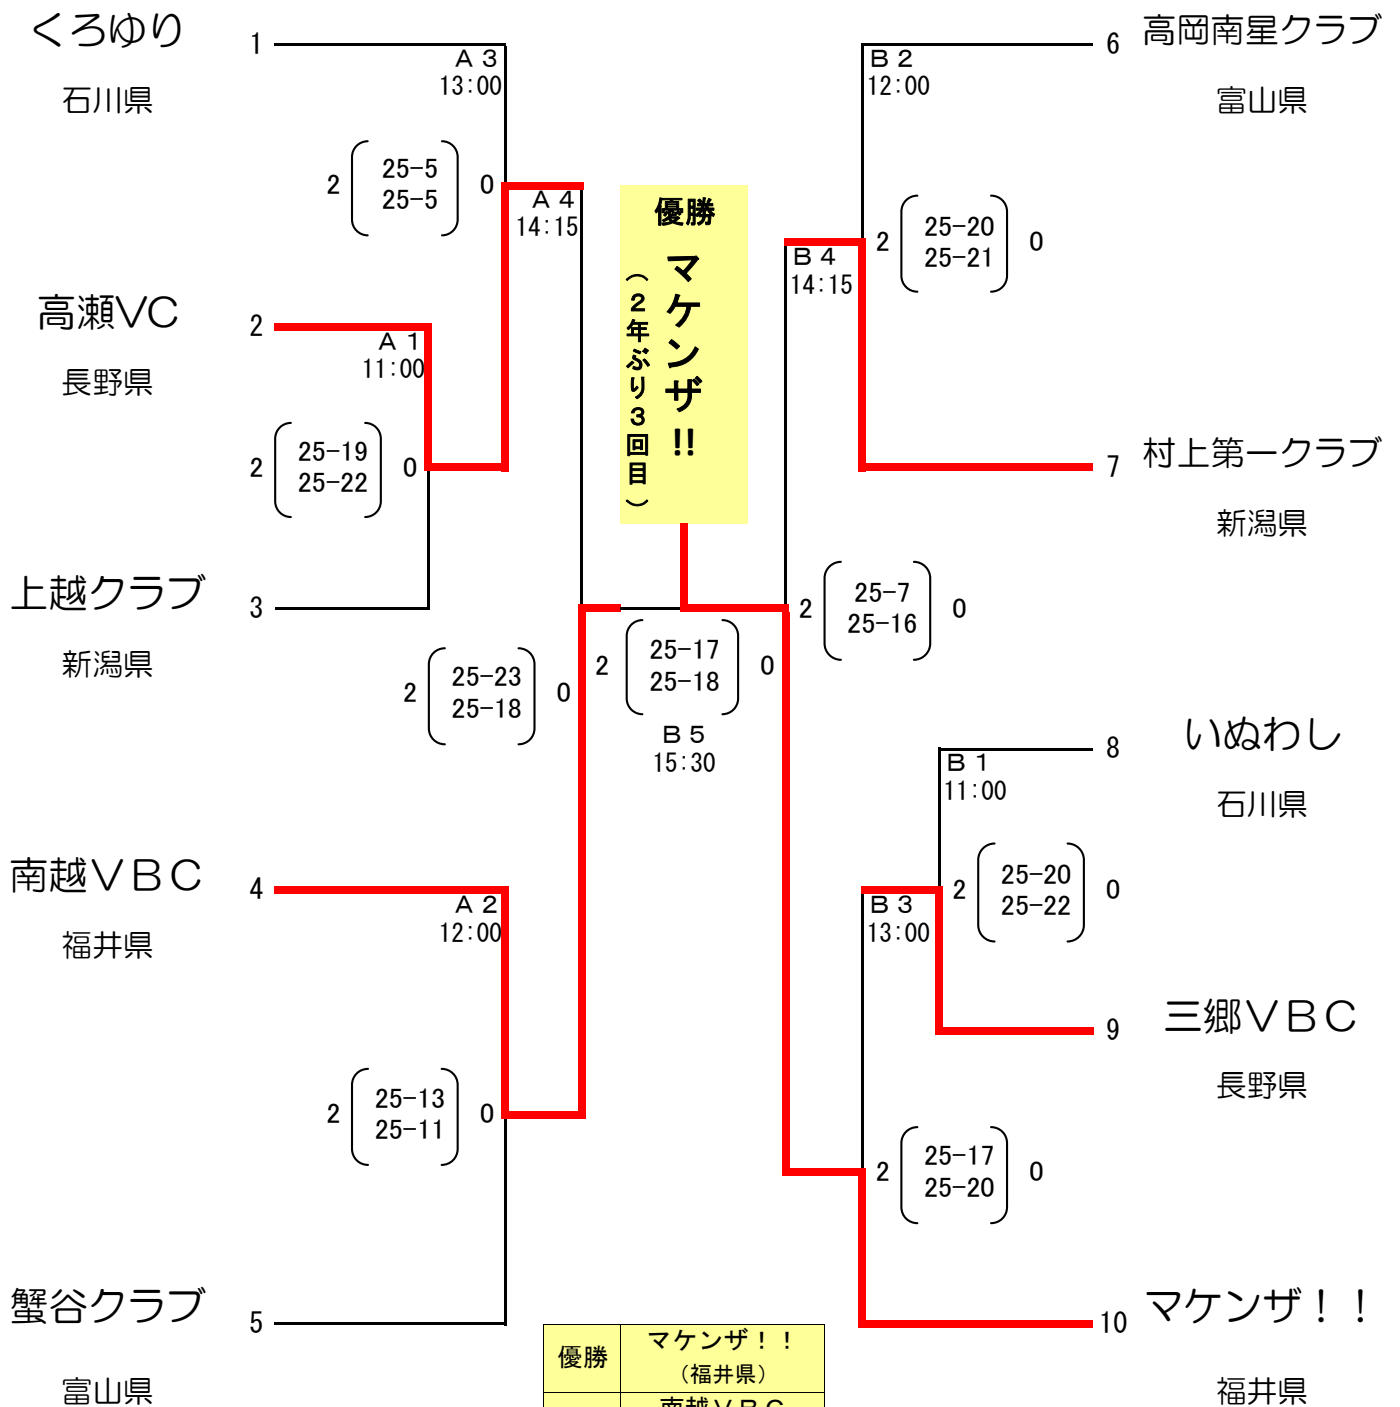 くろゆり
1
石川県
A 3
13:00
2
25-5
25-5
0
高瀬VC
2
長野県
A 1
11:00
2
25-19
25-22
0
上越クラブ
3
新潟県
A 4
14:15
2
25-23
25-18
0
南越VBC
4
福井県
A 2
12:00
2
25-13
25-11
0
蟹谷クラブ
5
富山県
優勝
マケンザ!!
(2年ぶり3回目)
2
25-17
25-18
0
B 5
15:30
6
高岡南星クラブ
富山県
B 2
12:00
2
25-20
25-21
0
B 4
14:15
7
村上第一クラブ
新潟県
2
25-7
25-16
0
8
いぬわし
石川県
B 1
11:00
2
25-20
25-22
0
B 3
13:00
9
三郷VBC
長野県
2
25-17
25-20
0
10
マケンザ!!
福井県
優勝
マケンザ!!
(福井県)
南越VBC